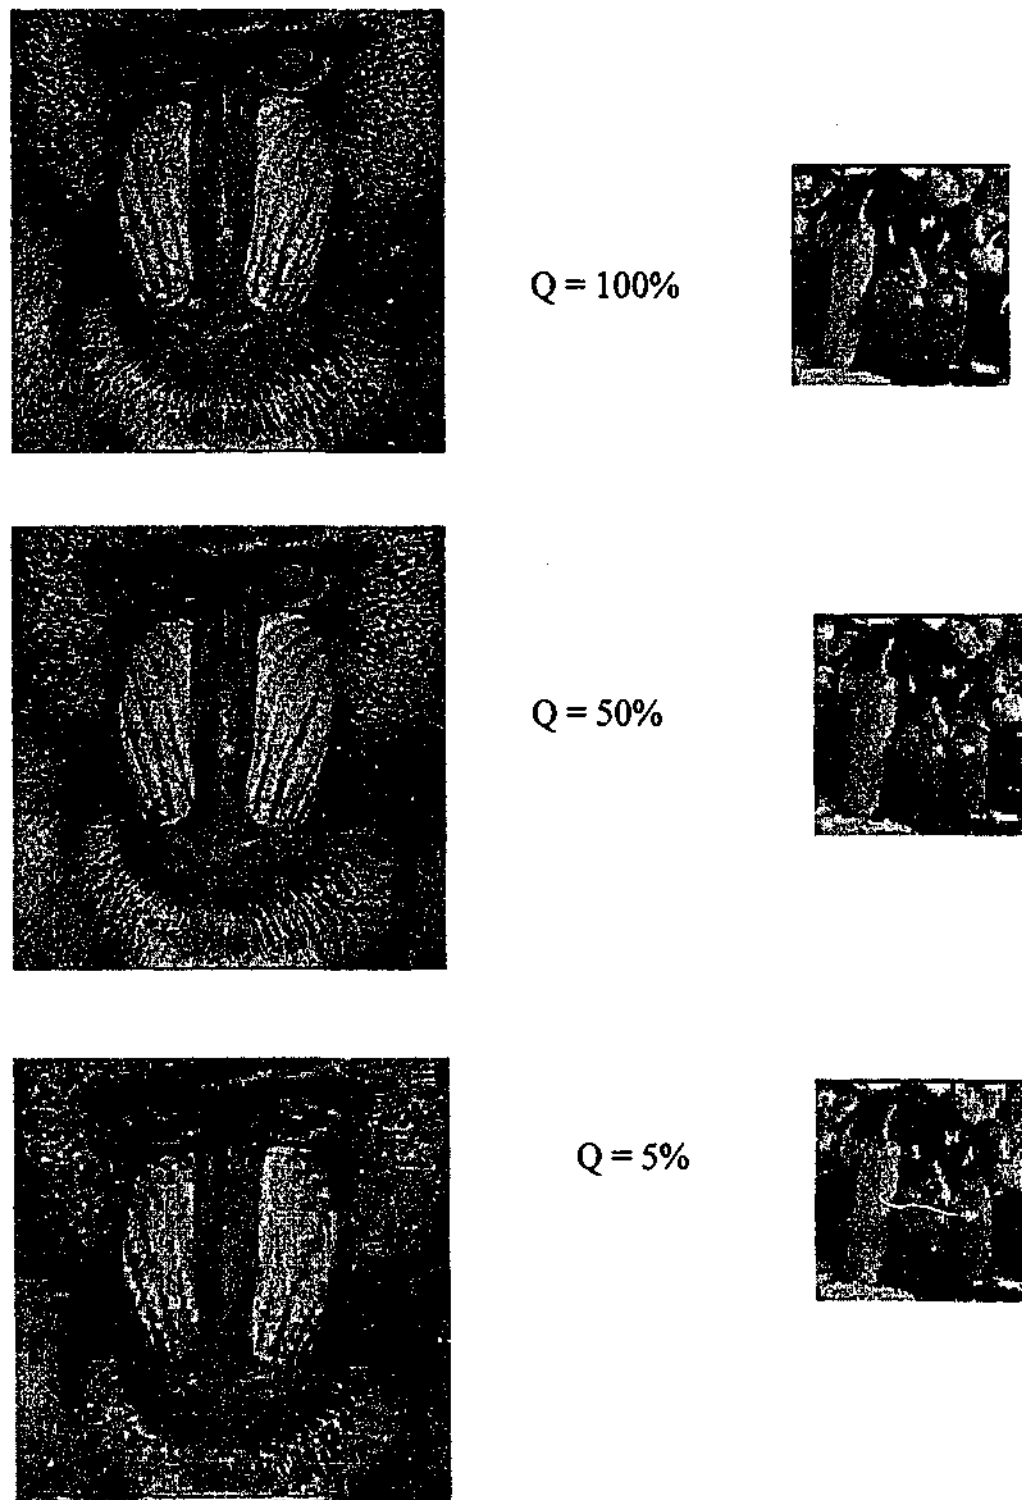 Q = 100%
Q = 50%
Q = 5%